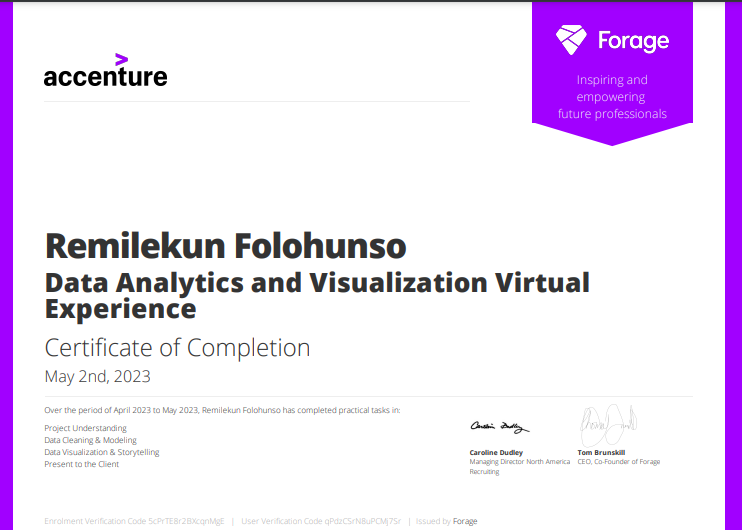 accenture
Forage
Inspiring and
empowering
future professionals
Remilekun Folohunso
Data Analytics and Visualization Virtual
Experience
Certificate of Completion
May 2nd, 2023
Over the period of April 2023 to May 2023, Remilekun Folohunso has completed practical tasks in:
Project Understanding
Data Cleaning & Modeling
Data Visualization & Storytelling
Present to the Client
Caroline Dudley
Caroline Dudley
Managing Director North America
Recruiting
Tom Brunskill
CEO, Co-Founder of Forage
Enrolment Verification Code | User Verification Code | Issued by Forage